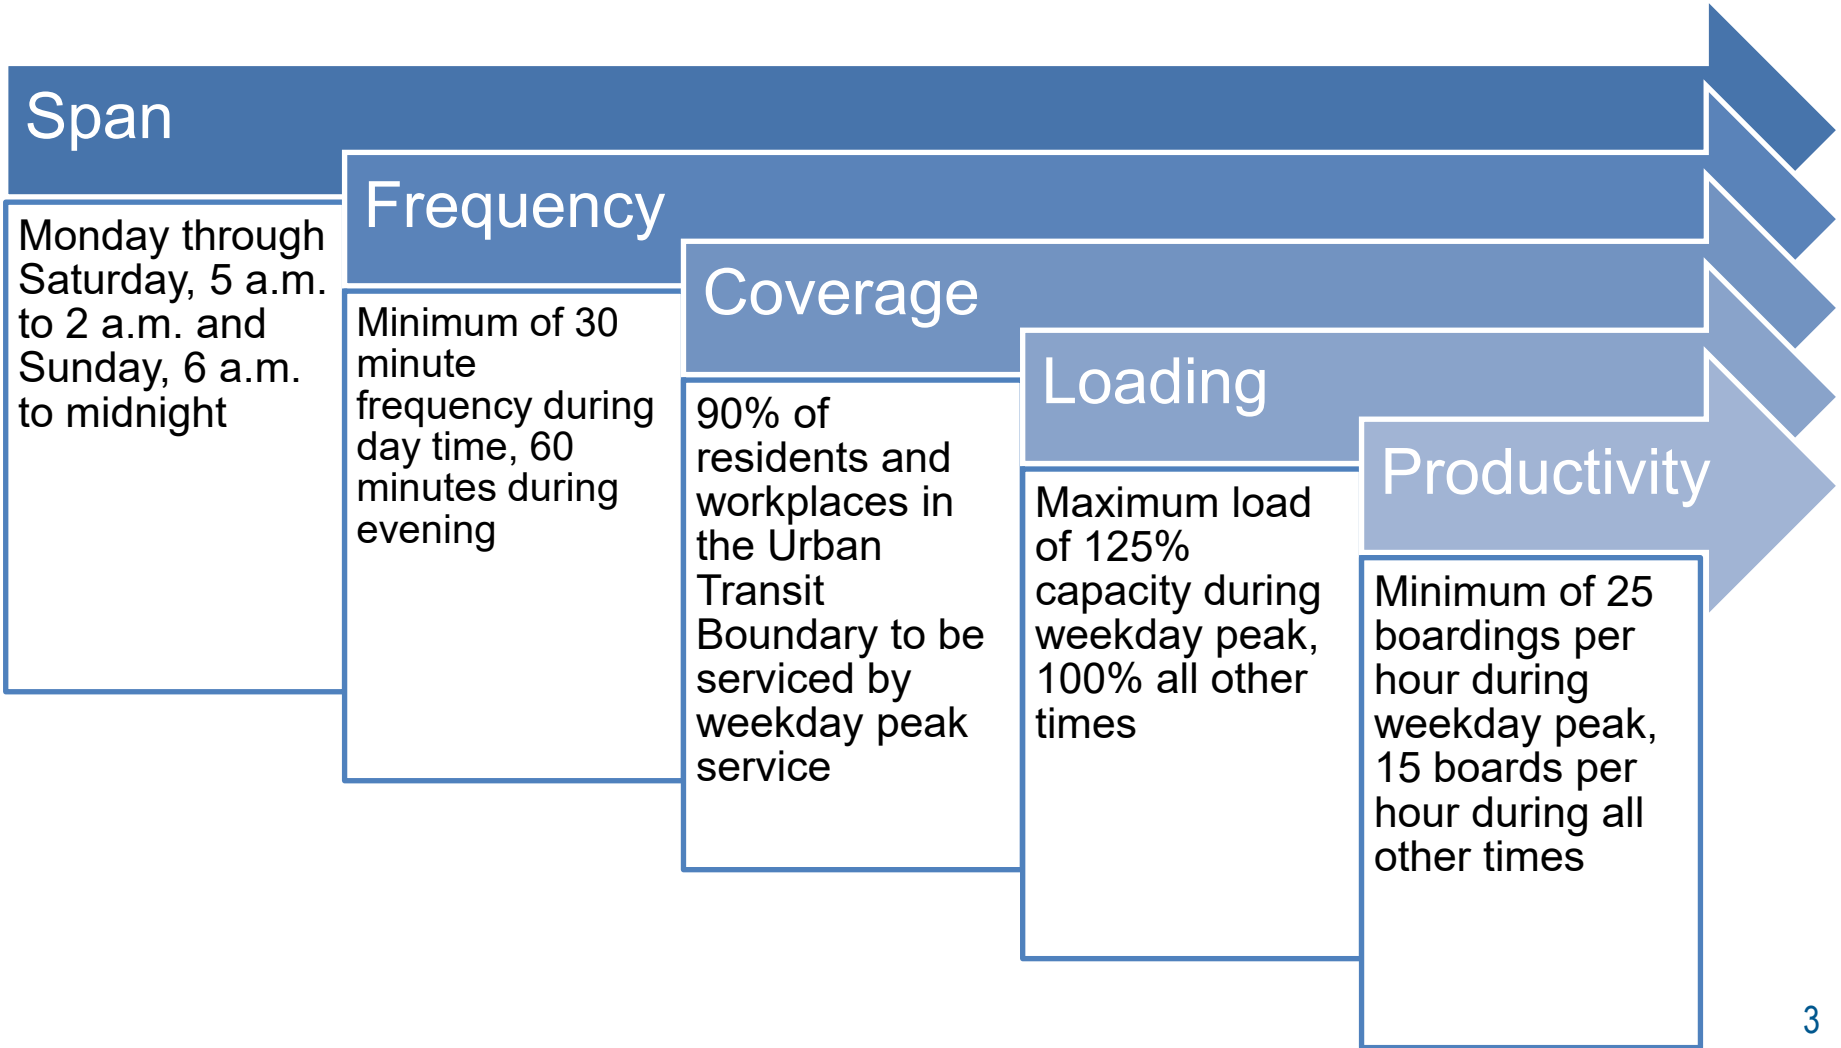 Span
Monday through
Saturday, 5 a.m.
to 2 a.m. and
Sunday, 6 a.m.
to midnight
Frequency
Minimum of 30
minute
frequency during
day time, 60
minutes during
evening
Coverage
90% of
residents and
workplaces in
the Urban
Transit
Boundary to be
serviced by
weekday peak
service
Loading
Maximum load
of 125%
capacity during
weekday peak,
100% all other
times
Productivity
Minimum of 25
boardings per
hour during
weekday peak,
15 boards per
hour during all
other times
3